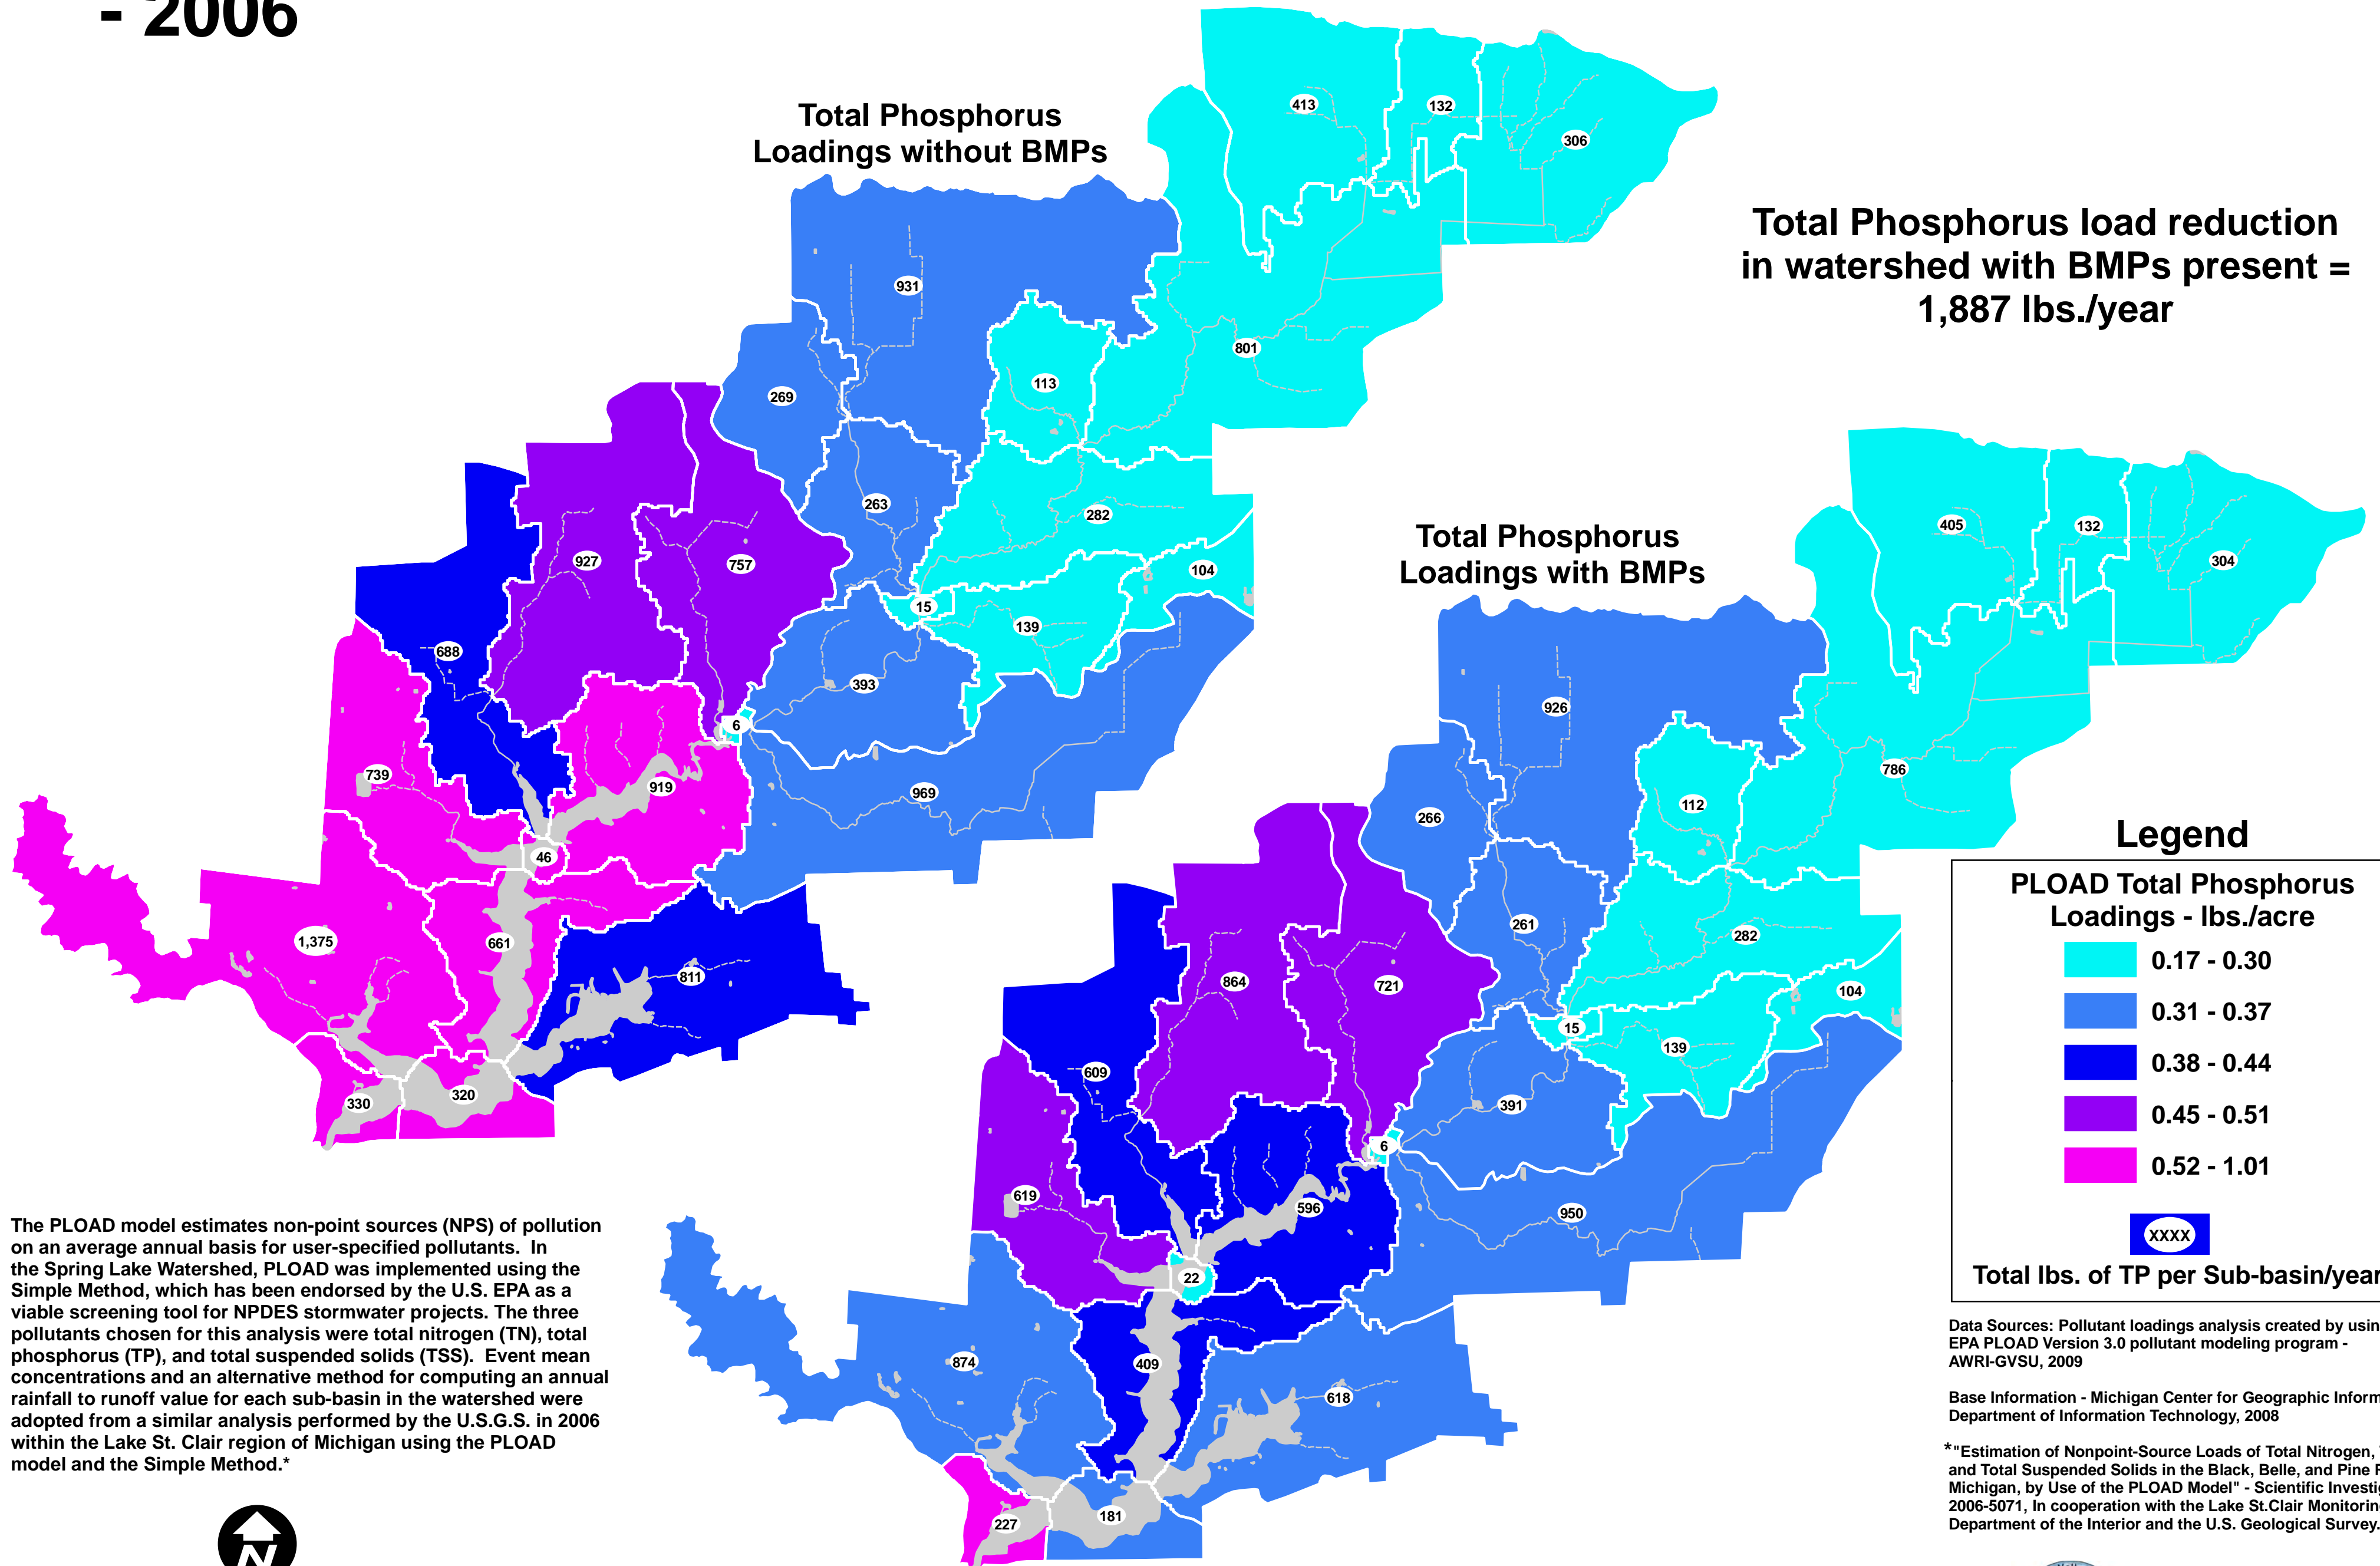 - 2006
Total Phosphorus
Loadings without BMPs
413
132
306
Total Phosphorus load reduction
in watershed with BMPs present =
1,887 lbs./year
931
801
113
269
263
282
927
757
104
15
139
688
393
6
739
919
969
46
1,375
661
811
330
320
Total Phosphorus
Loadings with BMPs
405
132
304
926
786
112
266
261
282
864
721
104
15
139
609
391
6
619
596
950
22
874
409
618
227
181
Legend
PLOAD Total Phosphorus
Loadings - lbs./acre
0.17 - 0.30
0.31 - 0.37
0.38 - 0.44
0.45 - 0.51
0.52 - 1.01
XXXX
Total lbs. of TP per Sub-basin/year
The PLOAD model estimates non-point sources (NPS) of pollution
on an average annual basis for user-specified pollutants. In
the Spring Lake Watershed, PLOAD was implemented using the
Simple Method, which has been endorsed by the U.S. EPA as a
viable screening tool for NPDES stormwater projects. The three
pollutants chosen for this analysis were total nitrogen (TN), total
phosphorus (TP), and total suspended solids (TSS). Event mean
concentrations and an alternative method for computing an annual
rainfall to runoff value for each sub-basin in the watershed were
adopted from a similar analysis performed by the U.S.G.S. in 2006
within the Lake St. Clair region of Michigan using the PLOAD
model and the Simple Method.*
N
Data Sources: Pollutant loadings analysis created by usin
EPA PLOAD Version 3.0 pollutant modeling program -
AWRI-GVSU, 2009
Base Information - Michigan Center for Geographic Inform
Department of Information Technology, 2008
*"Estimation of Nonpoint-Source Loads of Total Nitrogen,
and Total Suspended Solids in the Black, Belle, and Pine
Michigan, by Use of the PLOAD Model" - Scientific Investig
2006-5071, In cooperation with the Lake St.Clair Monitorin
Department of the Interior and the U.S. Geological Survey.